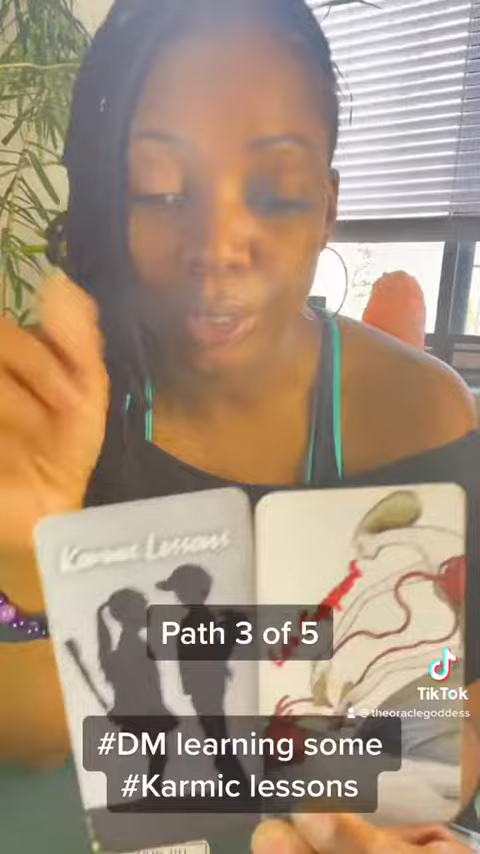 Karmic Lessons
Path 3 of 5
TikTok
@theoraclegoddess
#DM learning some
#Karmic lessons